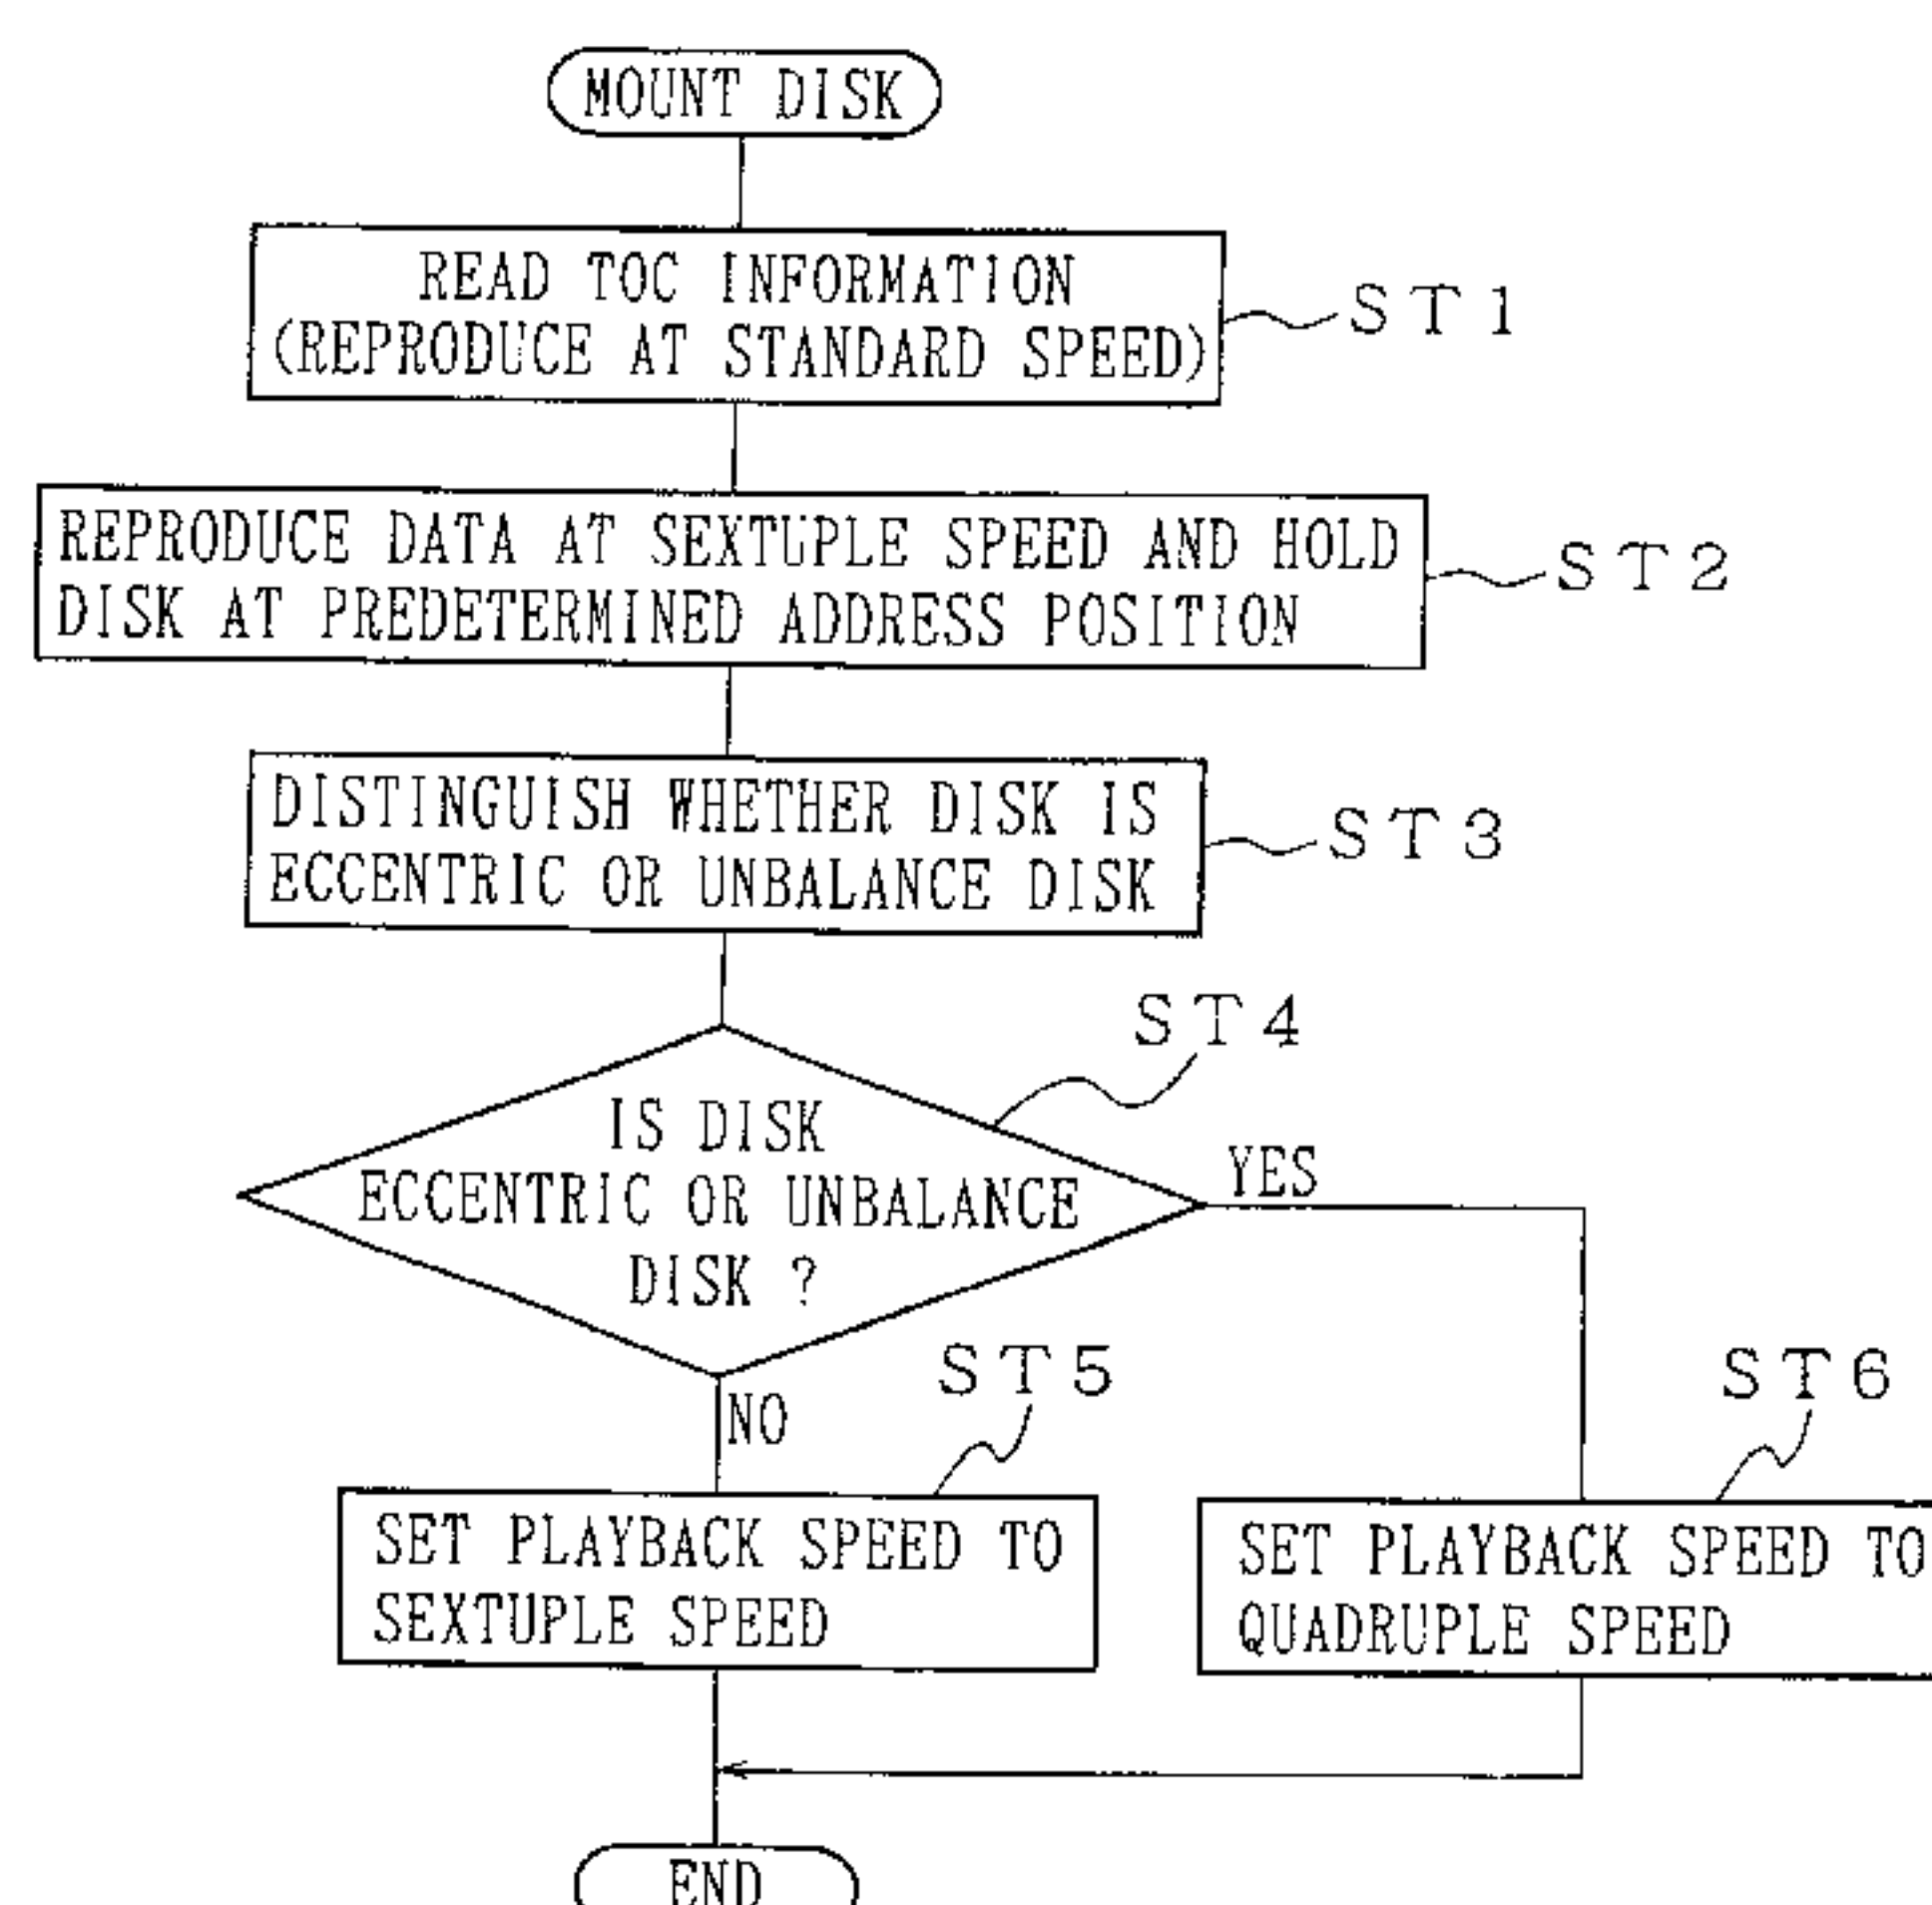 MOUNT DISK
READ TOC INFORMATION
(REPRODUCE AT STANDARD SPEED)
ST1
REPRODUCE DATA AT SEXTUPLE SPEED AND HOLD
DISK AT PREDETERMINED ADDRESS POSITION
ST2
DISTINGUISH WHETHER DISK IS
ECCENTRIC OR UNBALANCE DISK
ST3
ST4
IS DISK
ECCENTRIC OR UNBALANCE
DISK ?
YES
NO
ST5
ST6
SET PLAYBACK SPEED TO
SEXTUPLE SPEED
SET PLAYBACK SPEED TO
QUADRUPLE SPEED
END